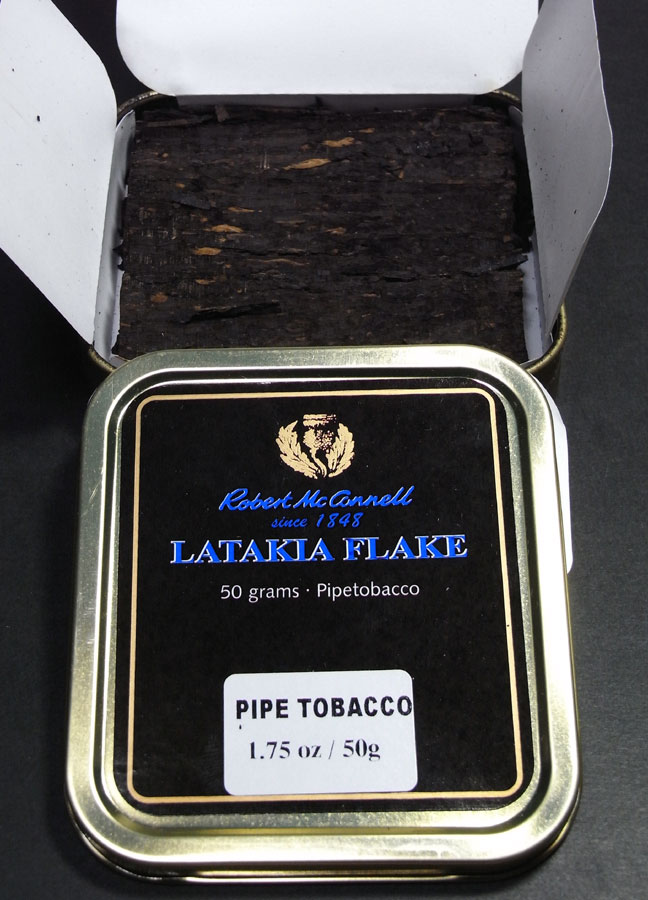 Robert McConnell
since 1848
LATAKIA FLAKE
50 grams · Pipetobacco
PIPE TOBACCO
1.75 oz / 50g